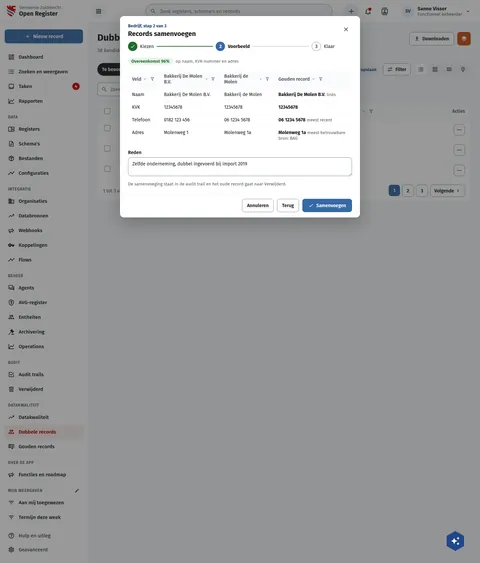 Gemeente Juddarecht
Open Register
Zoek registers, schema's en records
SV
Sanne Visser
Functioneel beheerder
+ Nieuw record
Dashboard
Zoeken en weergaven
Taken
Rapportages
DATA
Registers
Schema's
Bestanden
Configuraties
INTEGRATIE
Organisaties
Databronnen
Webhooks
Koppelingen
Flows
BEHEER
Agents
AVG-register
Entiteiten
Archivering
Operations
AUDIT
Audit trails
Verwijderd
DATAKWALITEIT
Datakwaliteit
Dubbele records
Gouden records
OVER DE APP
Functies en roadmap
MIJN WEERGAVEN
Aan mij toegewezen
Termijn deze week
Hulp en uitleg
Geavanceerd
Downloaden
Filter
Acties
1
2
3
Volgende
Bedrijf, stap 2 van 3
Records samenvoegen
Kiezen
2
Voorbeeld
3
Klaar
Overeenkomst 96%
op naam, KVK-nummer en adres
Veld
Bakkerij De Molen B.V.
Bakkerij de Molen
Gouden record
Naam
Bakkerij De Molen B.V.
Bakkerij de Molen
Bakkerij De Molen B.V. links
KVK
12345678
12345678
12345678
Telefoon
0182 123 456
06 1234 5678
06 1234 5678 meest recent
Adres
Molenweg 1
Molenweg 1a
Molenweg 1a meest betrouwbare bron: BAG
Reden
Zelfde onderneming, dubbel ingevoerd bij import 2019
De samenvoeging staat in de audit trail en het oude record gaat naar Verwijderd.
Annuleren
Terug
Samenvoegen